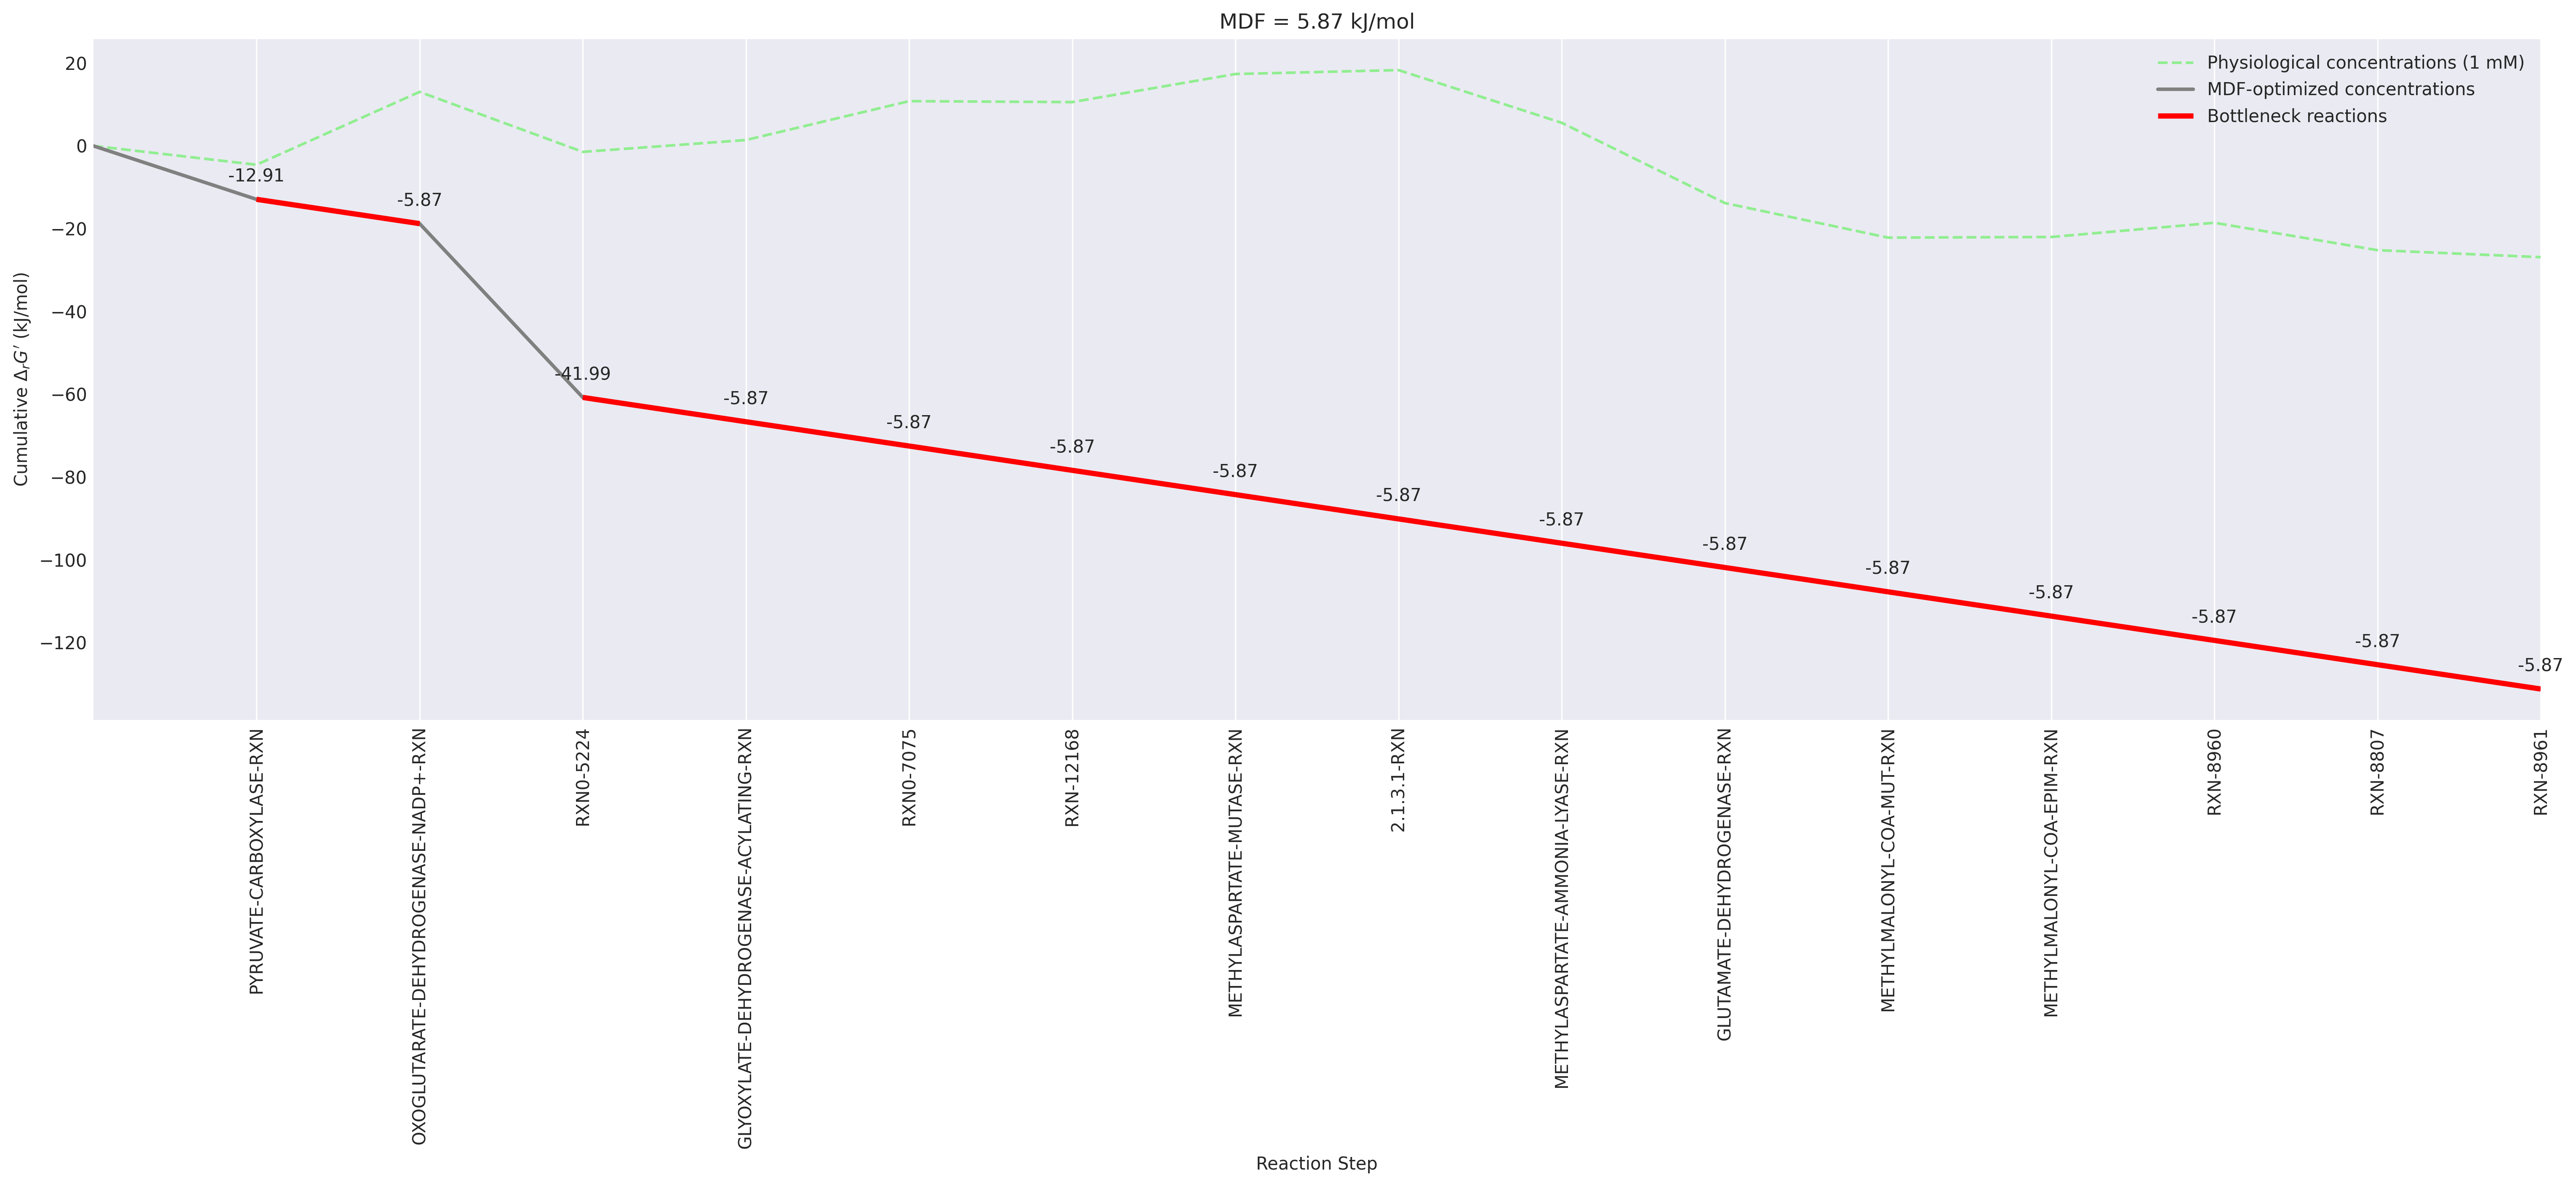 MDF = 5.87 kJ/mol
Physiological concentrations (1 mM)
MDF-optimized concentrations
Bottleneck reactions
Cumulative ΔrG′ (kJ/mol)
20
0
−20
−40
−60
−80
−100
−120
-12.91
-5.87
-41.99
-5.87
-5.87
-5.87
-5.87
-5.87
-5.87
-5.87
-5.87
-5.87
-5.87
-5.87
-5.87
PYRUVATE-CARBOXYLASE-RXN
OXOGLUTARATE-DEHYDROGENASE-NADP+-RXN
RXN0-5224
GLYOXYLATE-DEHYDROGENASE-ACYLATING-RXN
RXN0-7075
RXN-12168
METHYLASPARTATE-MUTASE-RXN
2.1.3.1-RXN
METHYLASPARTATE-AMMONIA-LYASE-RXN
GLUTAMATE-DEHYDROGENASE-RXN
METHYLMALONYL-COA-MUT-RXN
METHYLMALONYL-COA-EPIM-RXN
RXN-8960
RXN-8807
RXN-8961
Reaction Step